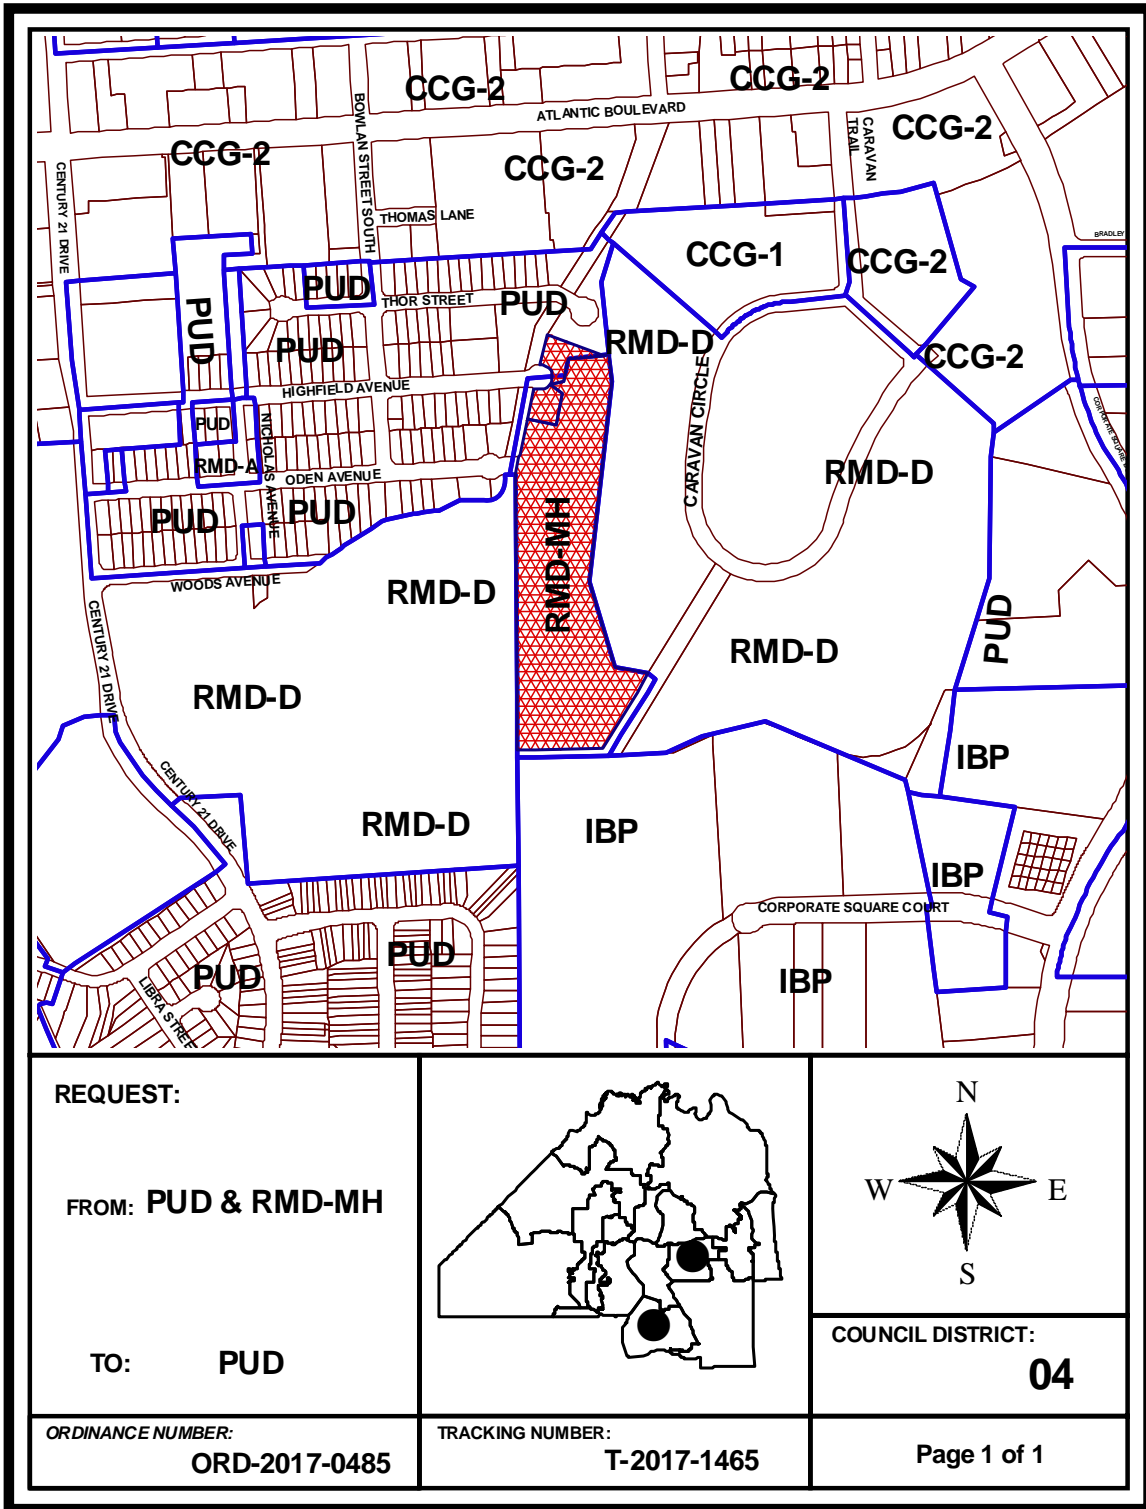 CCG-2
CCG-2
ATLANTIC BOULEVARD
CCG-2
CARAVAN TRAIL
BOWLAN STREET SOUTH
CCG-2
CCG-2
CENTURY 21 DRIVE
THOMAS LANE
BRADLEY
CCG-1
CCG-2
PUD
THOR STREET
PUD
PUD
PUD
RMD-D
CCG-2
HIGHFIELD AVENUE
CARAVAN CIRCLE
PUD
NICHOLAS AVENUE
RMD-A
ODEN AVENUE
RMD-D
PUD
PUD
RMD-MH
WOODS AVENUE
RMD-D
CENTURY 21 DRIVE
PUD
RMD-D
RMD-D
IBP
CENTURY 21 DRIVE
RMD-D
IBP
IBP
CORPORATE SQUARE COURT
PUD
PUD
IBP
LIBRA STREE
REQUEST:
FROM: PUD & RMD-MH
TO: PUD
N
W E
S
COUNCIL DISTRICT:
04
ORDINANCE NUMBER:
ORD-2017-0485
TRACKING NUMBER:
T-2017-1465
Page 1 of 1